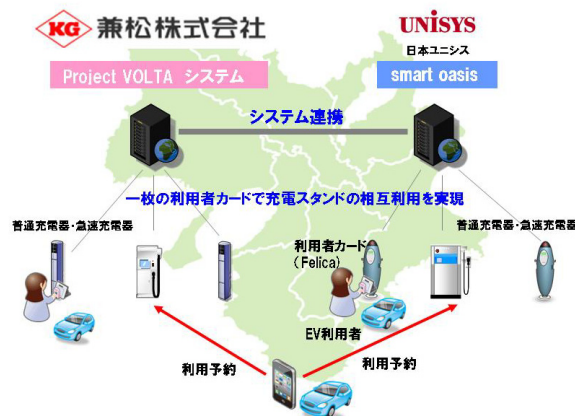 KG 兼松株式会社
UNISYS
日本ユニシス
Project VOLTA システム
smart oasis
システム連携
一枚の利用者カードで充電スタンドの相互利用を実現
普通充電器・急速充電器
普通充電器・急速充電器
利用者カード
(Felica)
EV利用者
利用予約
利用予約